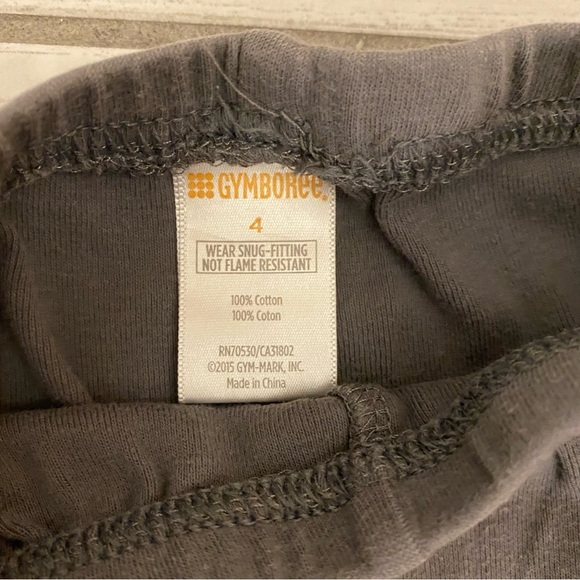 GYMBOREE
4
WEAR SNUG-FITTING
NOT FLAME RESISTANT
100% Cotton
100% Coton
RN70530/CA31802
©2015 GYM-MARK, INC.
Made in China